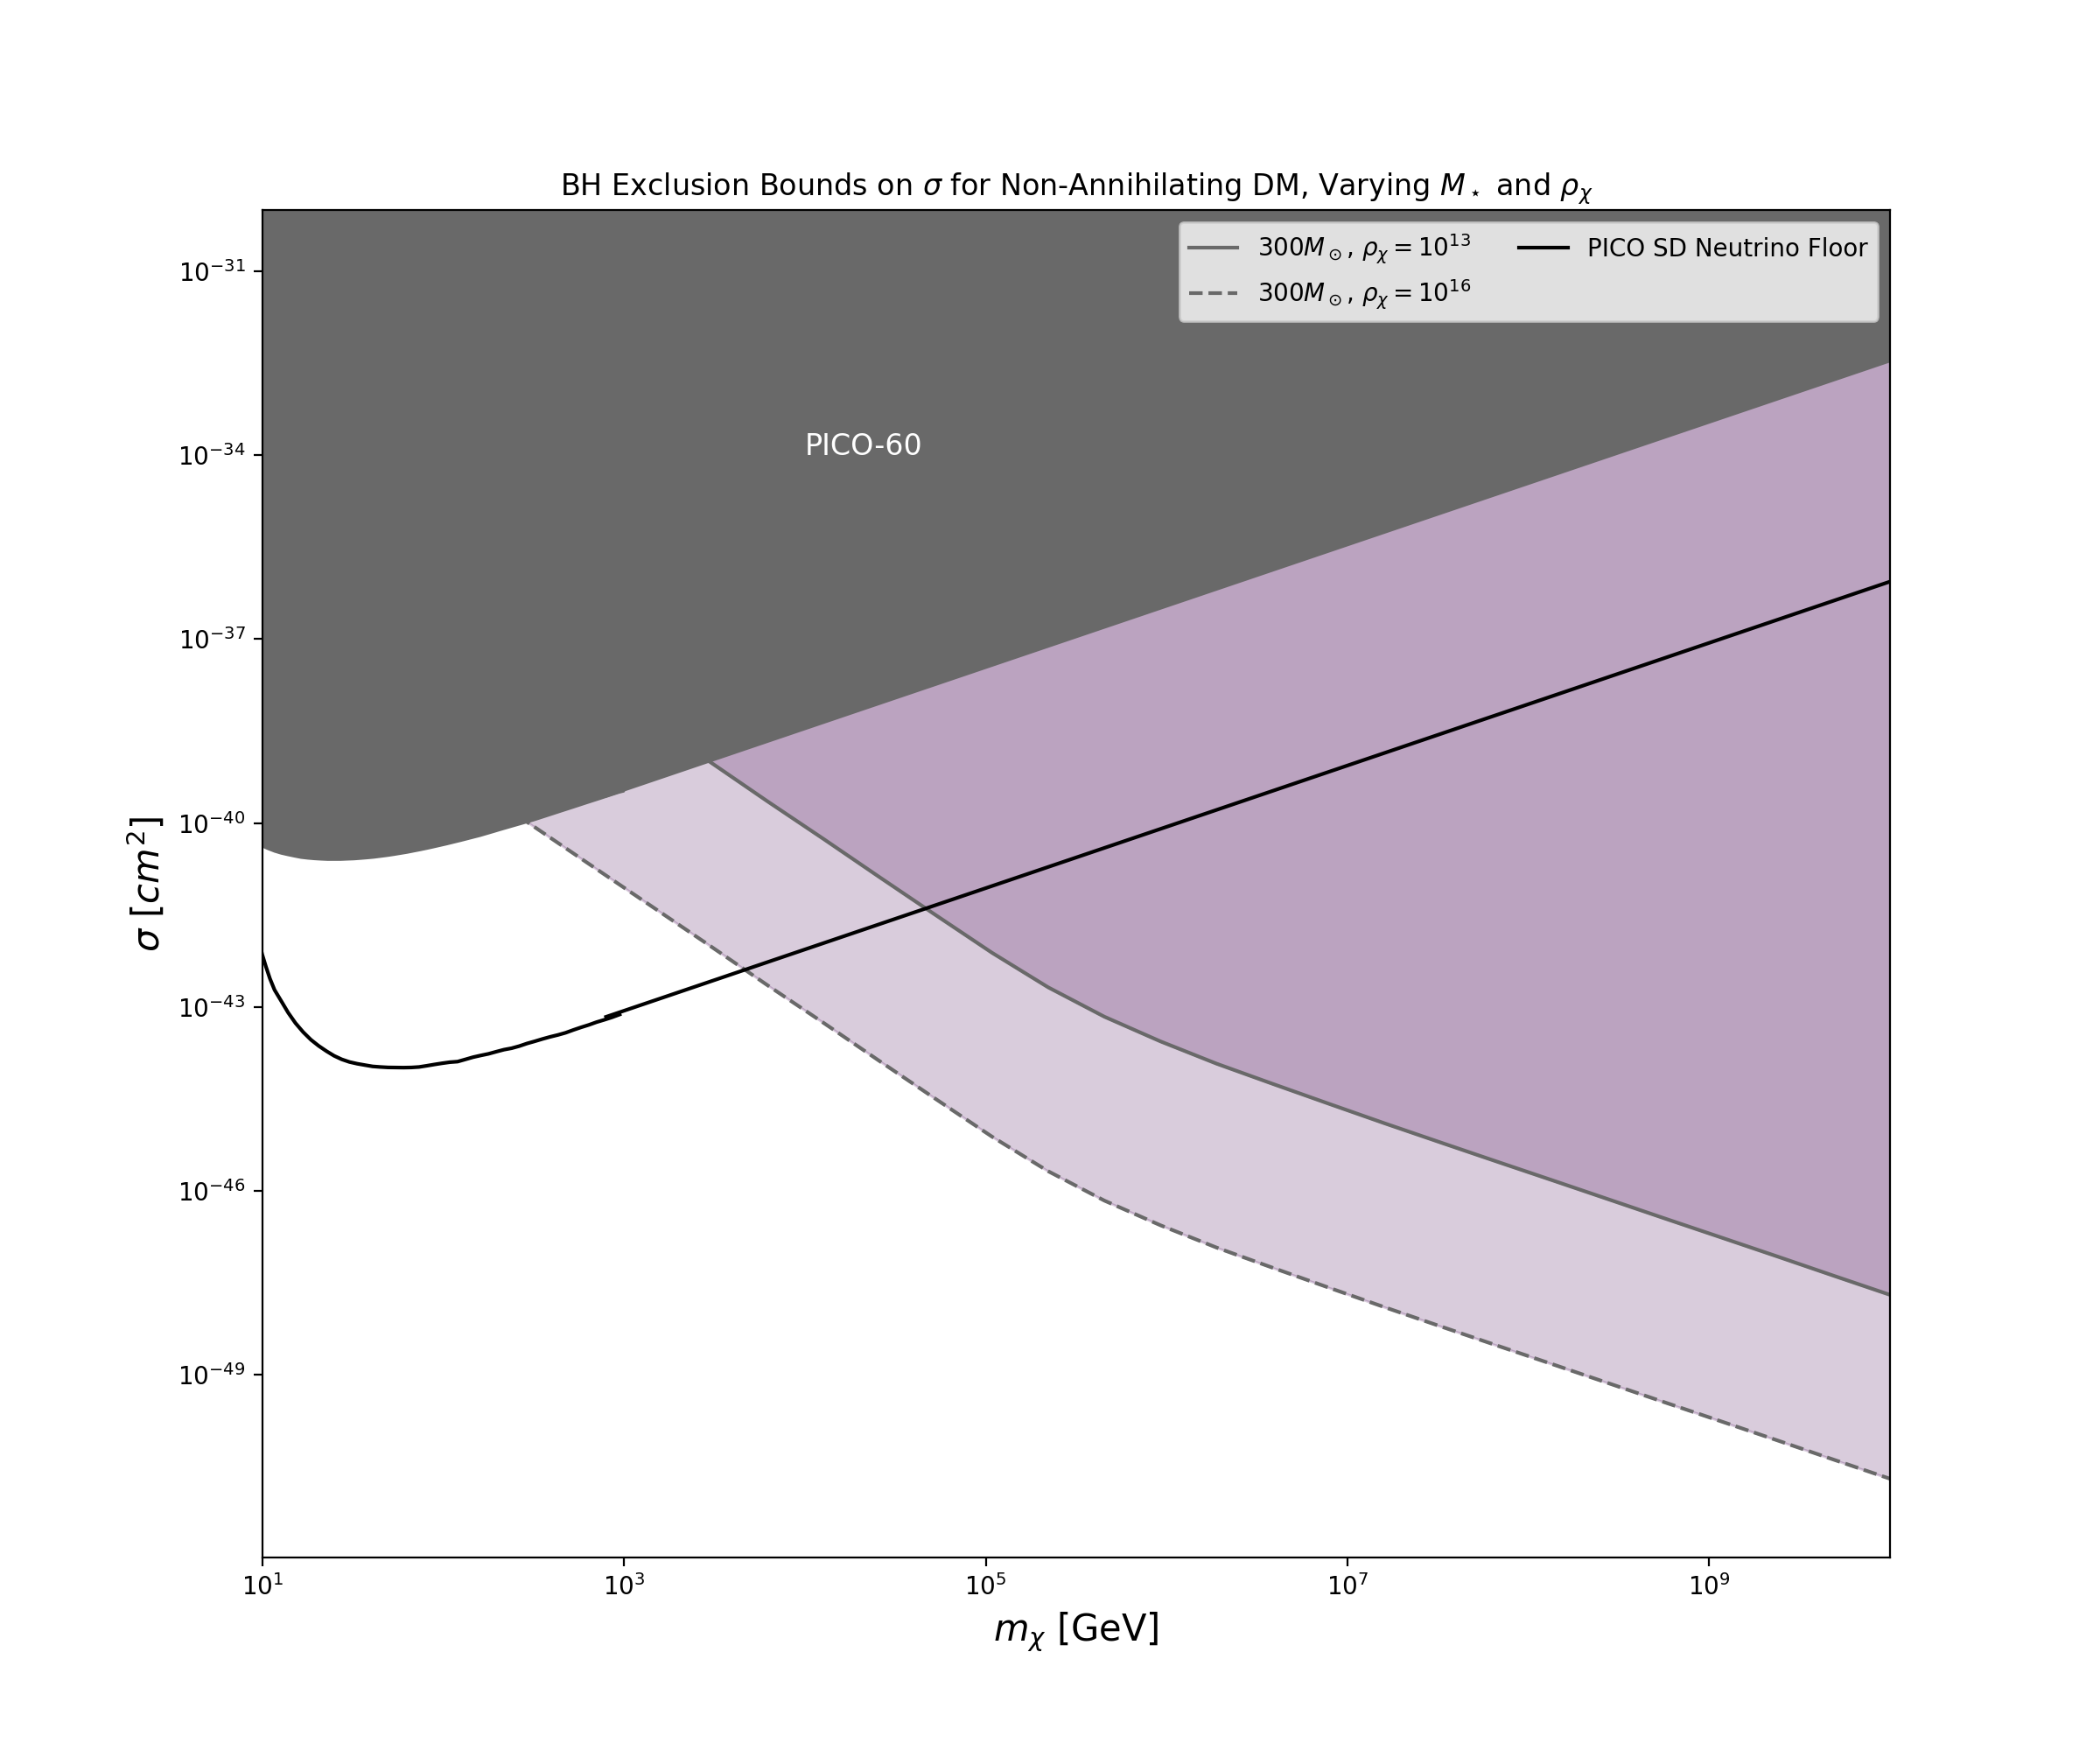 BH Exclusion Bounds on σ for Non-Annihilating DM, Varying M⋆ and ρχ
300M⊙, ρχ = 10¹³
300M⊙, ρχ = 10¹⁶
PICO SD Neutrino Floor
PICO-60
σ [cm²]
10⁻³¹
10⁻³⁴
10⁻³⁷
10⁻⁴⁰
10⁻⁴³
10⁻⁴⁶
10⁻⁴⁹
10¹ 10³ 10⁵ 10⁷ 10⁹
mχ [GeV]